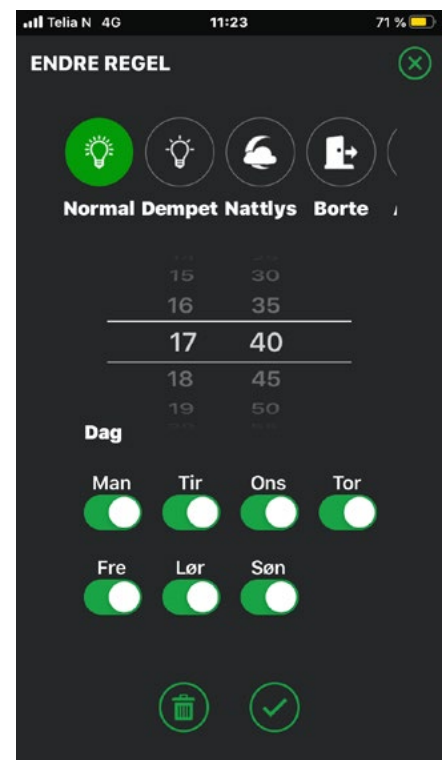 Telia N 4G 11:23 71 %
ENDRE REGEL
Normal Dempet Nattlys Borte
15 30
16 35
17 40
18 45
19 50
Dag
Man Tir Ons Tor
Fre Lør Søn